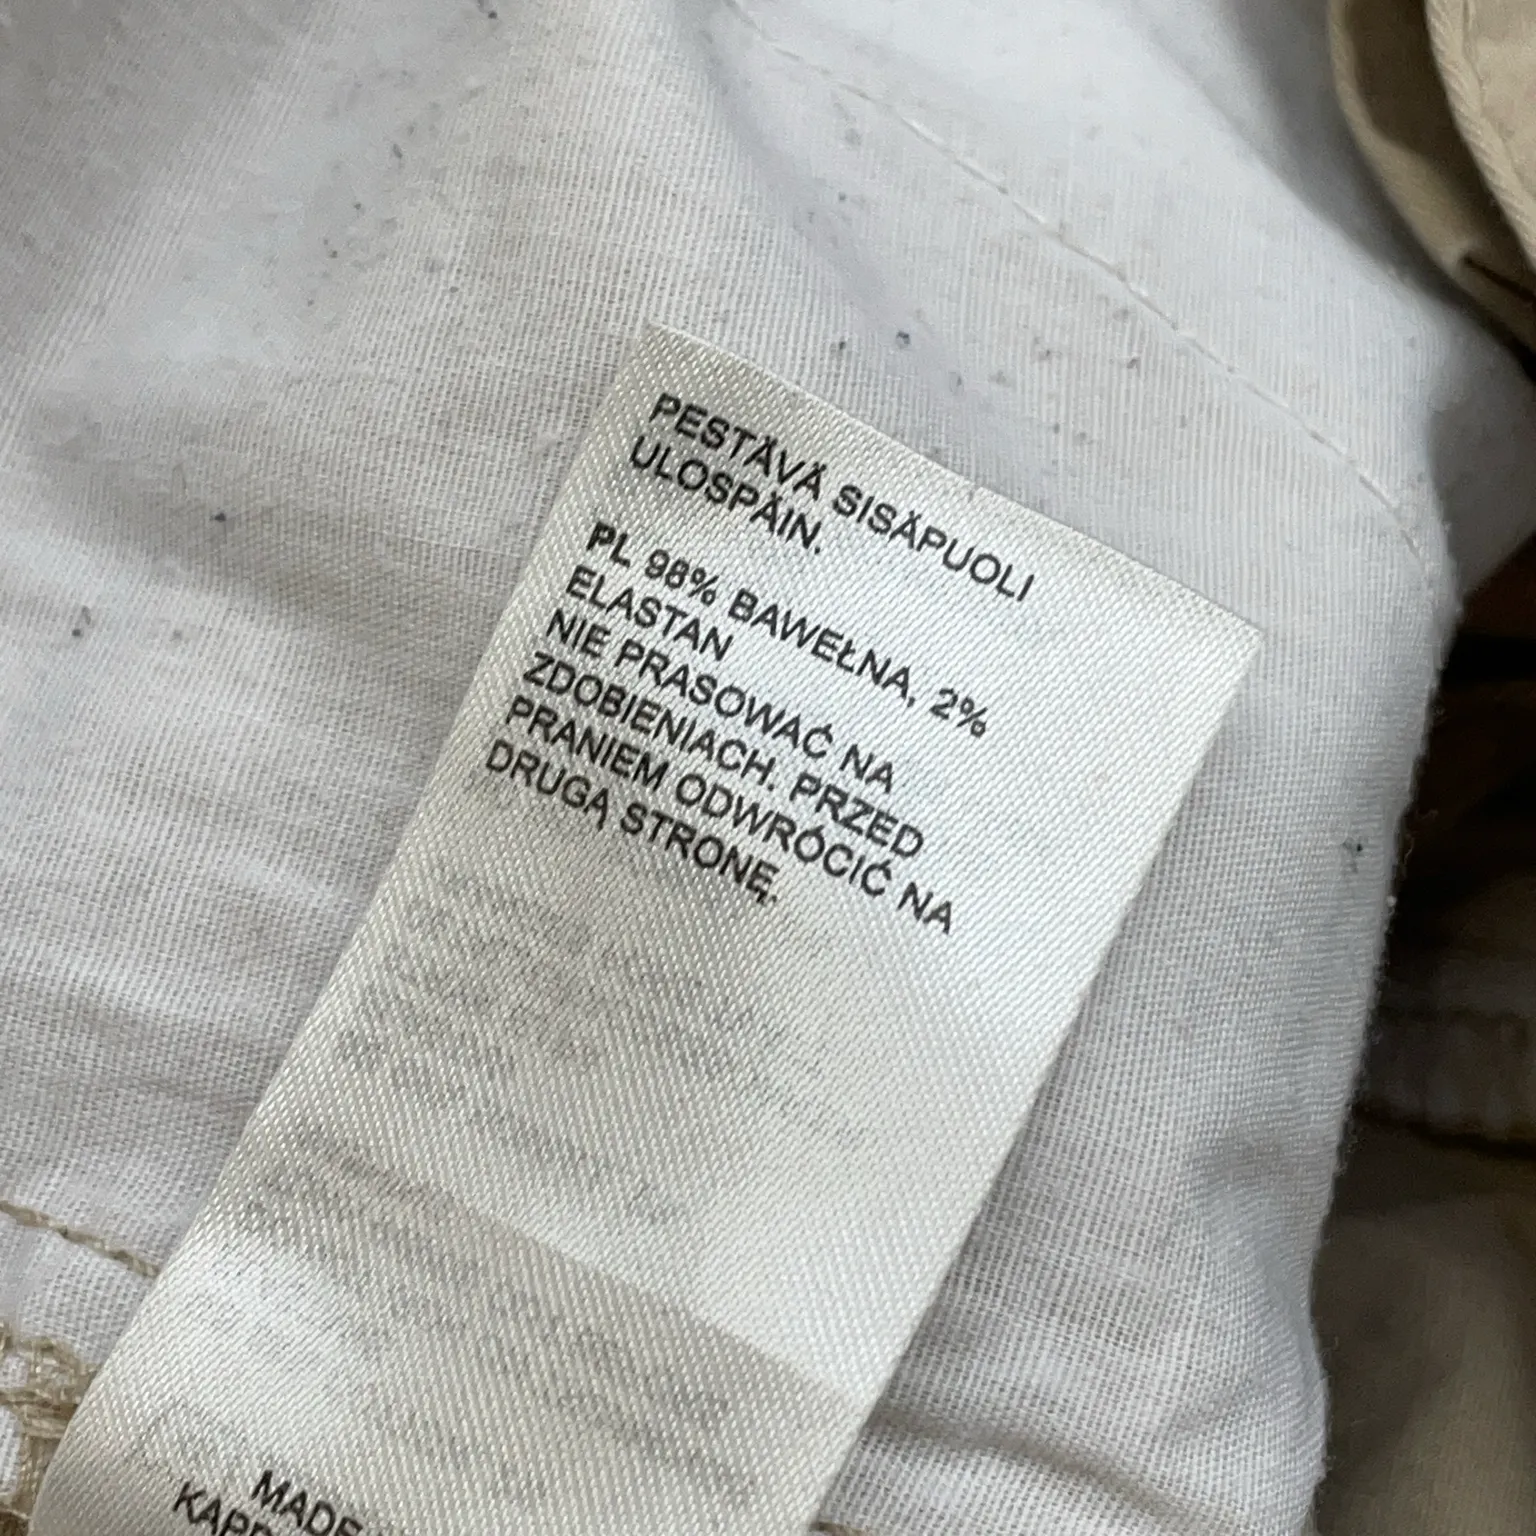 PESTÄVÄ SISÄPUOLI
ULOSPÄIN.
PL 98% BAWEŁNA, 2%
ELASTAN
NIE PRASOWAĆ NA
ZDOBIENIACH. PRZED
PRANIEM ODWRÓCIĆ NA
DRUGĄ STRONĘ.
MADE